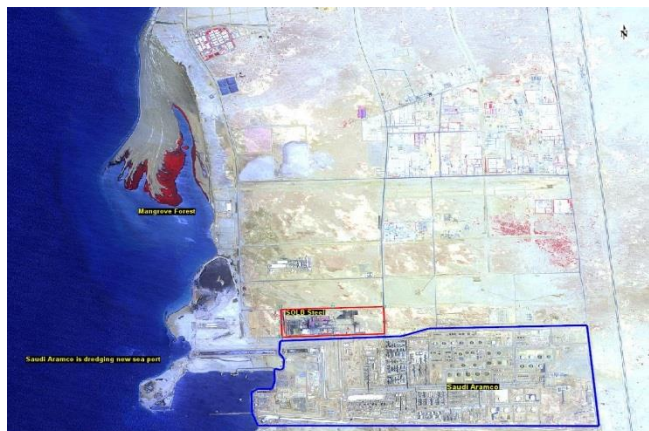 N
Mangrove Forest
SOLB Steel
Saudi Aramco is dredging new sea port
Saudi Aramco